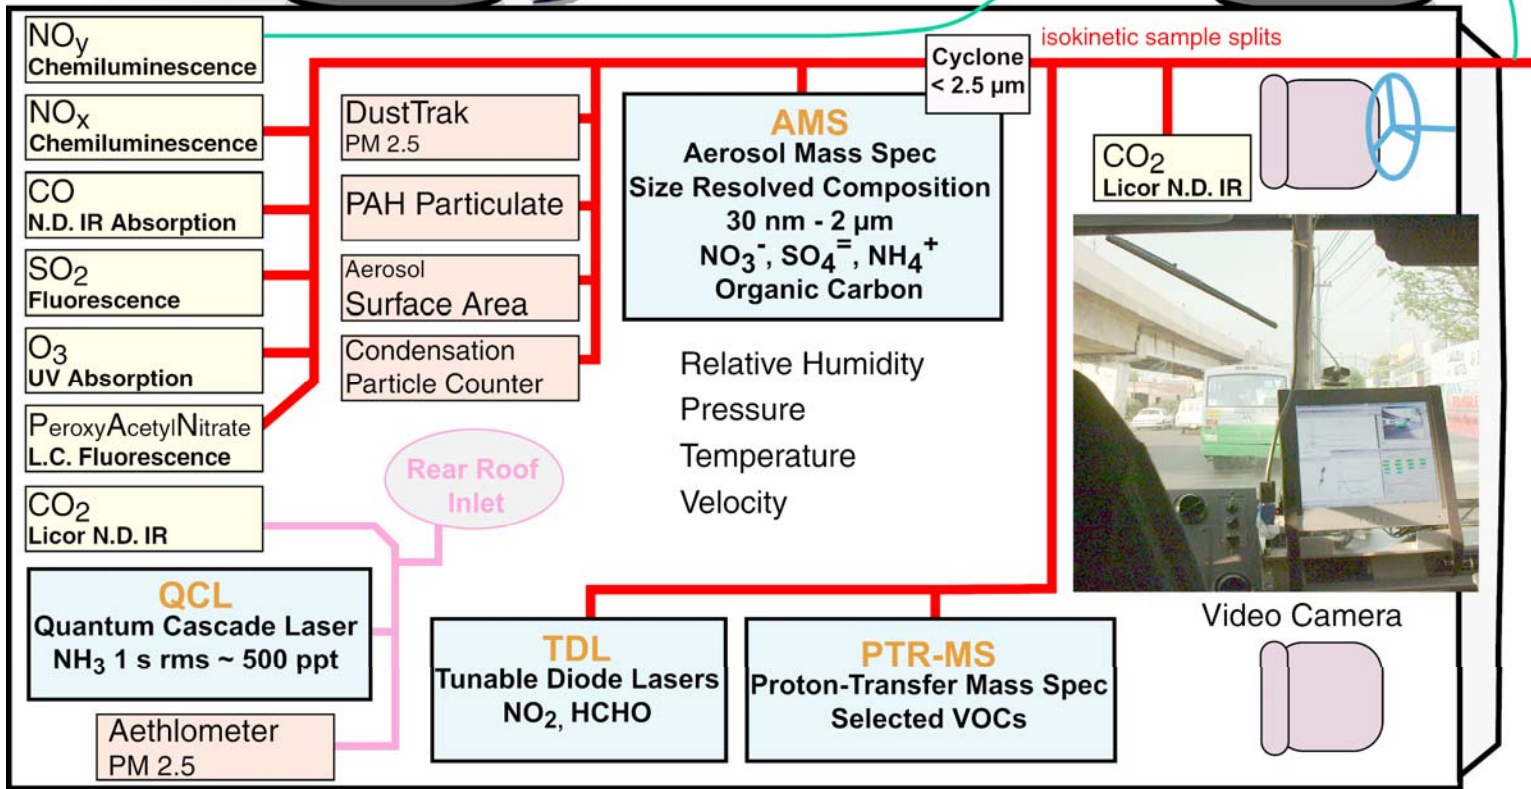 NOy
Chemiluminescence
NOx
Chemiluminescence
CO
N.D. IR Absorption
SO2
Fluorescence
O3
UV Absorption
PeroxyAcetylNitrate
L.C. Fluorescence
CO2
Licor N.D. IR
QCL
Quantum Cascade Laser
NH3 1 s rms ~ 500 ppt
Aethlometer
PM 2.5
DustTrak
PM 2.5
PAH Particulate
Aerosol
Surface Area
Condensation
Particle Counter
Rear Roof
Inlet
AMS
Aerosol Mass Spec
Size Resolved Composition
30 nm - 2 µm
NO3-, SO4=, NH4+
Organic Carbon
Cyclone
< 2.5 µm
isokinetic sample splits
Relative Humidity
Pressure
Temperature
Velocity
TDL
Tunable Diode Lasers
NO2, HCHO
PTR-MS
Proton-Transfer Mass Spec
Selected VOCs
CO2
Licor N.D. IR
Video Camera